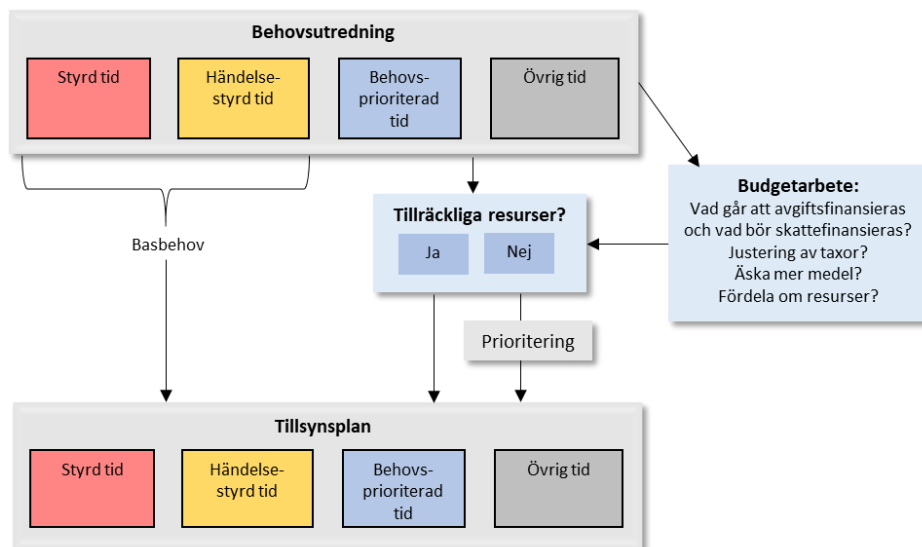 Behovsutredning
Styrd tid
Händelse-
styrd tid
Behovs-
prioriterad
tid
Övrig tid
Basbehov
Tillräckliga resurser?
Ja
Nej
Prioritering
Budgetarbete:
Vad går att avgiftsfinansieras
och vad bör skattefinansieras?
Justering av taxor?
Äska mer medel?
Fördela om resurser?
Tillsynsplan
Styrd tid
Händelse-
styrd tid
Behovs-
prioriterad
tid
Övrig tid